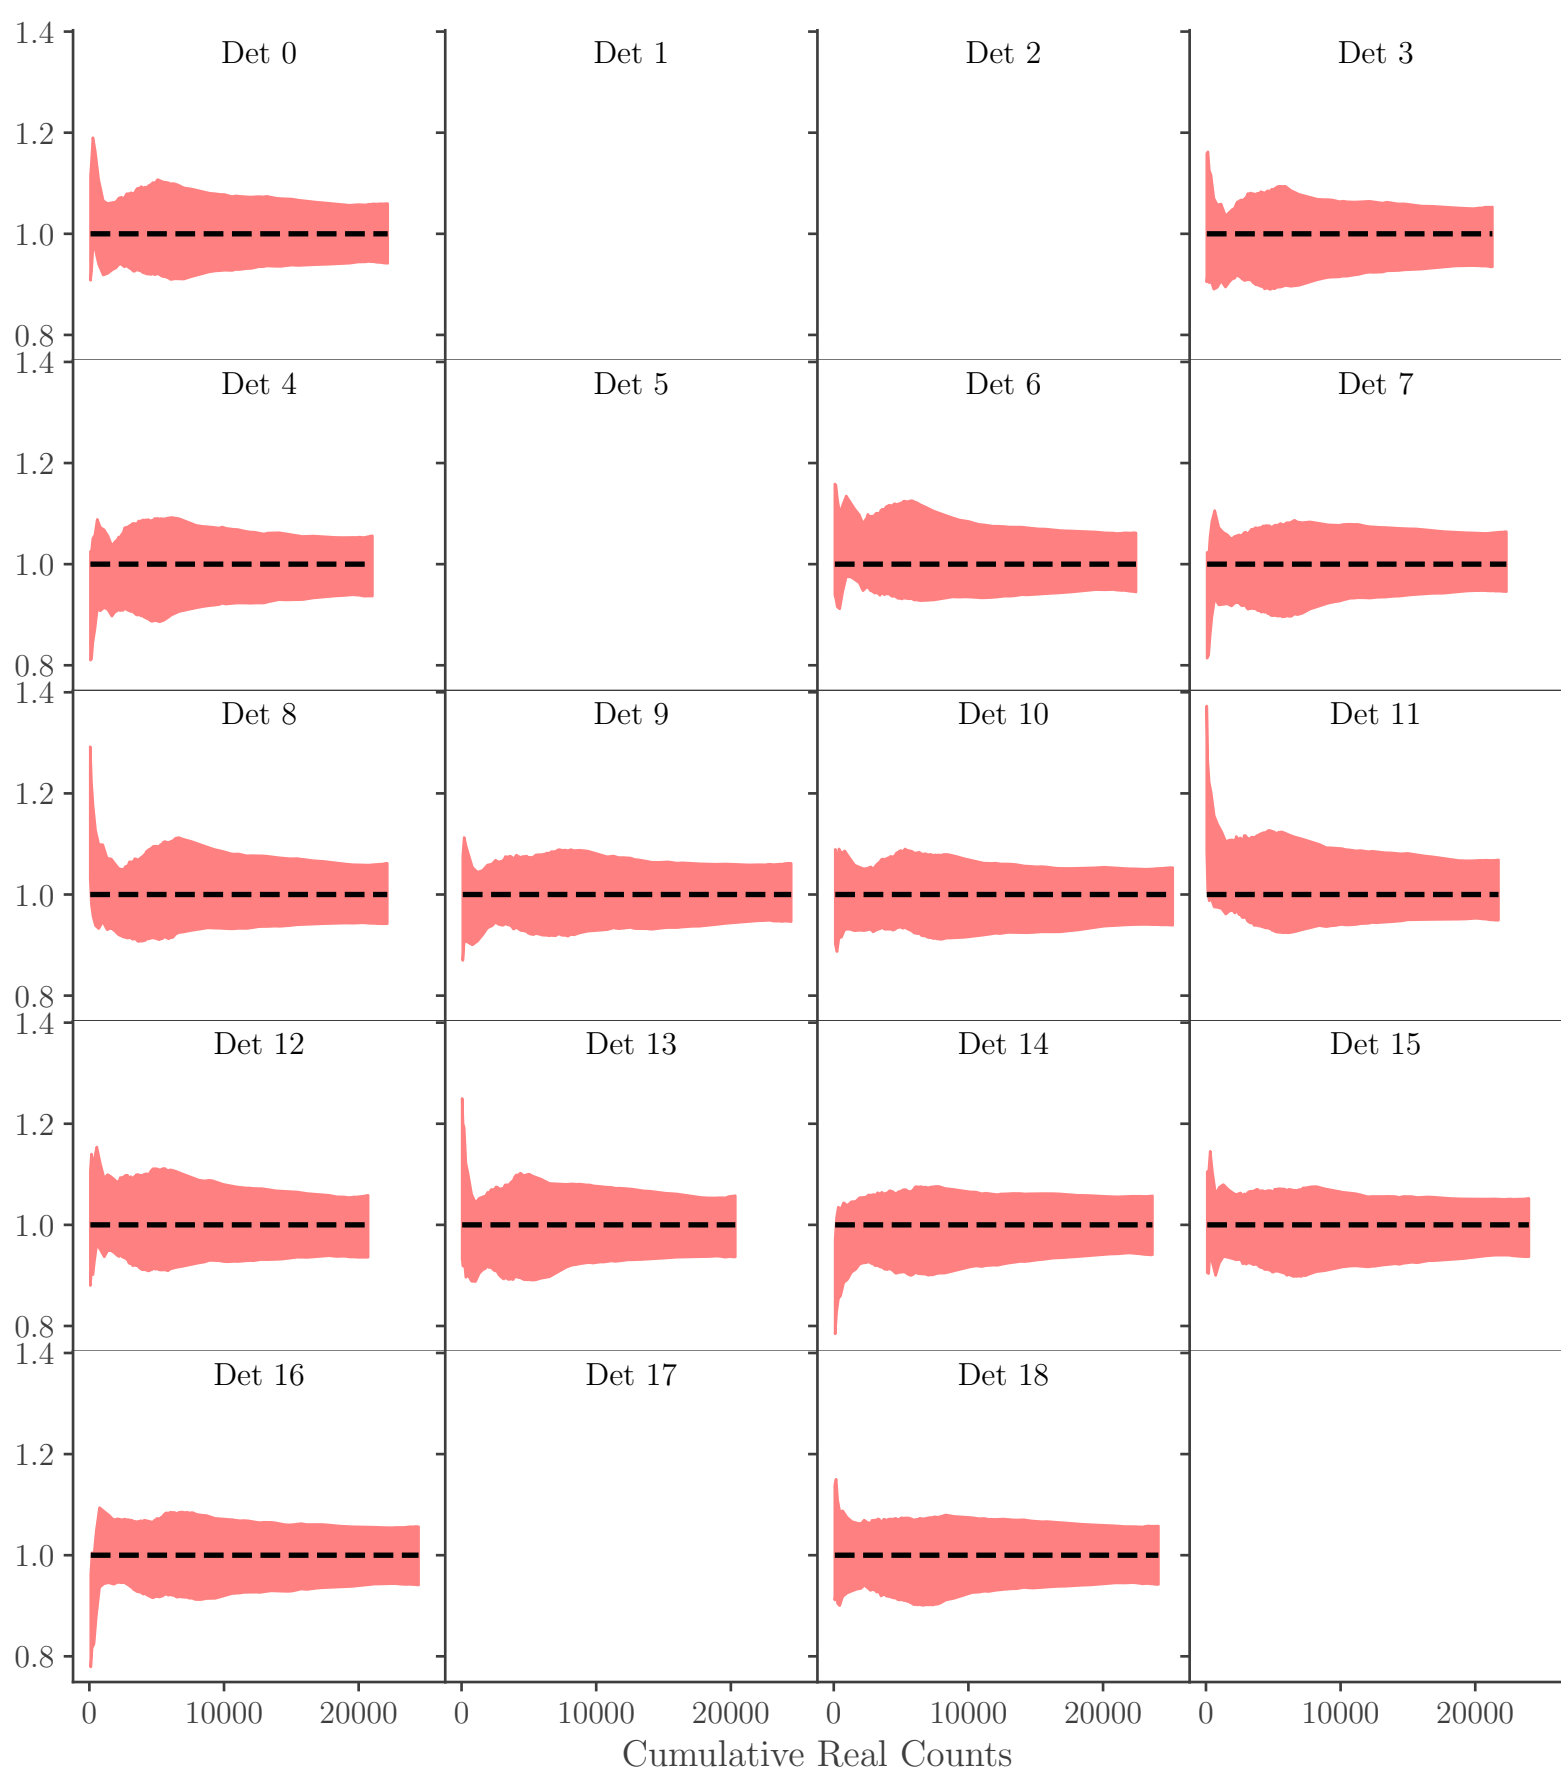 1.4
Det 0 Det 1 Det 2 Det 3
1.2
1.0
0.8
1.4
Det 4 Det 5 Det 6 Det 7
1.2
1.0
0.8
1.4
Det 8 Det 9 Det 10 Det 11
1.2
1.0
0.8
1.4
Det 12 Det 13 Det 14 Det 15
1.2
1.0
0.8
1.4
Det 16 Det 17 Det 18
1.2
1.0
0.8
0 10000 20000 0 10000 20000 0 10000 20000 0 10000 20000
Cumulative Real Counts